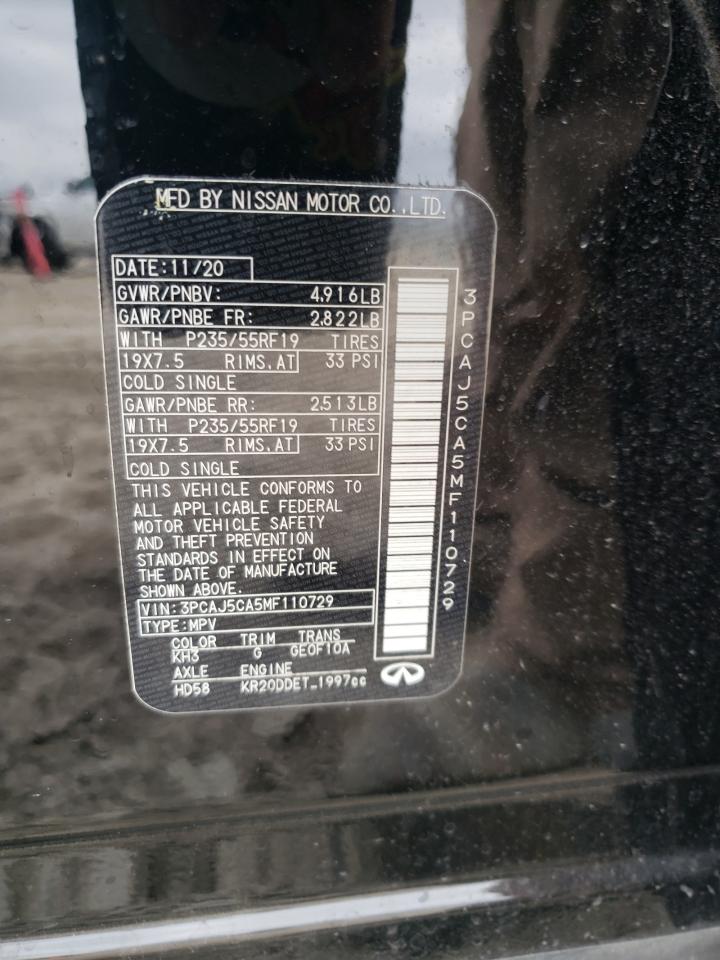 MFD BY NISSAN MOTOR CO.,LTD.
DATE:11/20
GVWR/PNBV: 4,916LB
GAWR/PNBE FR: 2,822LB
WITH P235/55RF19 TIRES
19X7.5 RIMS.AT 33 PSI
COLD SINGLE
GAWR/PNBE RR: 2,513LB
WITH P235/55RF19 TIRES
19X7.5 RIMS.AT 33 PSI
COLD SINGLE
THIS VEHICLE CONFORMS TO
ALL APPLICABLE FEDERAL
MOTOR VEHICLE SAFETY
AND THEFT PREVENTION
STANDARDS IN EFFECT ON
THE DATE OF MANUFACTURE
SHOWN ABOVE.
VIN:3PCAJ5CA5MF110729
TYPE:MPV
COLOR TRIM TRANS
KH3 G GE0F10A
AXLE ENGINE
HD58 KR20DDET_1997cc
3PCAJ5CA5MF110729